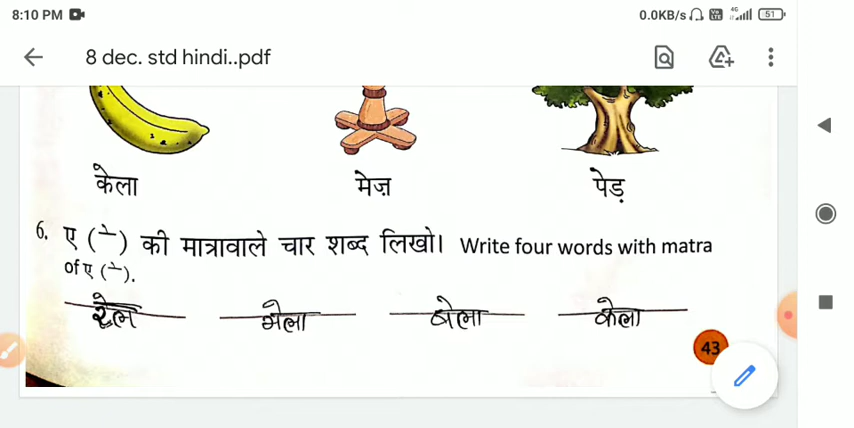 8:10 PM 0.0KB/s 4G 51
8 dec. std hindi..pdf
केला मेज़ पेड़
6. ए (े) की मात्रावाले चार शब्द लिखो। Write four words with matra
of ए (े).
रेल मेला बेला केला
43